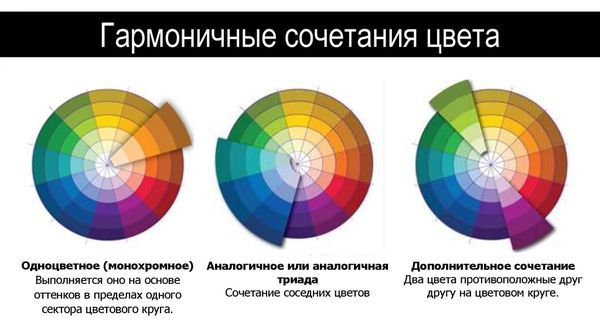 Гармоничные сочетания цвета
Одноцветное (монохромное)
Выполняется оно на основе
оттенков в пределах одного
сектора цветового круга.
Аналогичное или аналогичная
триада
Сочетание соседних цветов
Дополнительное сочетание
Два цвета противоположные друг
другу на цветовом круге.